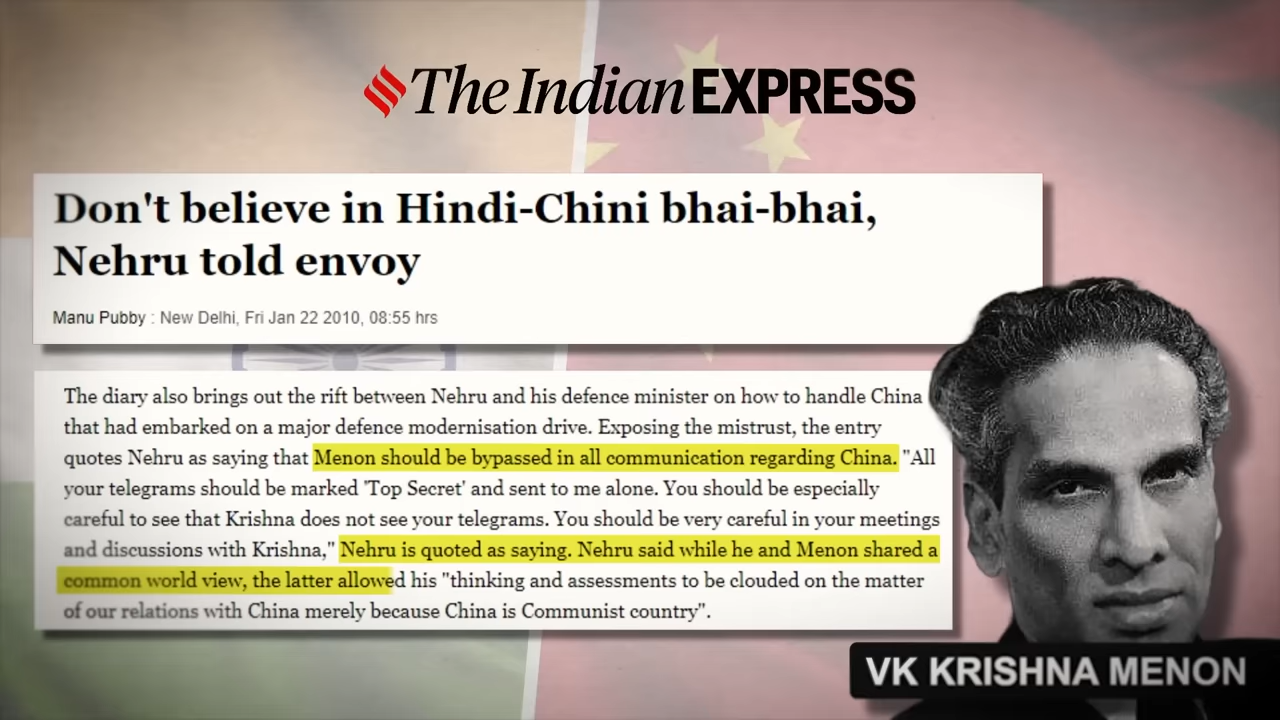 The Indian EXPRESS
Don't believe in Hindi-Chini bhai-bhai,
Nehru told envoy
Manu Pubby : New Delhi, Fri Jan 22 2010, 08:55 hrs
The diary also brings out the rift between Nehru and his defence minister on how to handle China
that had embarked on a major defence modernisation drive. Exposing the mistrust, the entry
quotes Nehru as saying that Menon should be bypassed in all communication regarding China. "All
your telegrams should be marked 'Top Secret' and sent to me alone. You should be especially
careful to see that Krishna does not see your telegrams. You should be very careful in your meetings
and discussions with Krishna," Nehru is quoted as saying. Nehru said while he and Menon shared a
common world view, the latter allowed his "thinking and assessments to be clouded on the matter
of our relations with China merely because China is Communist country".
VK KRISHNA MENON